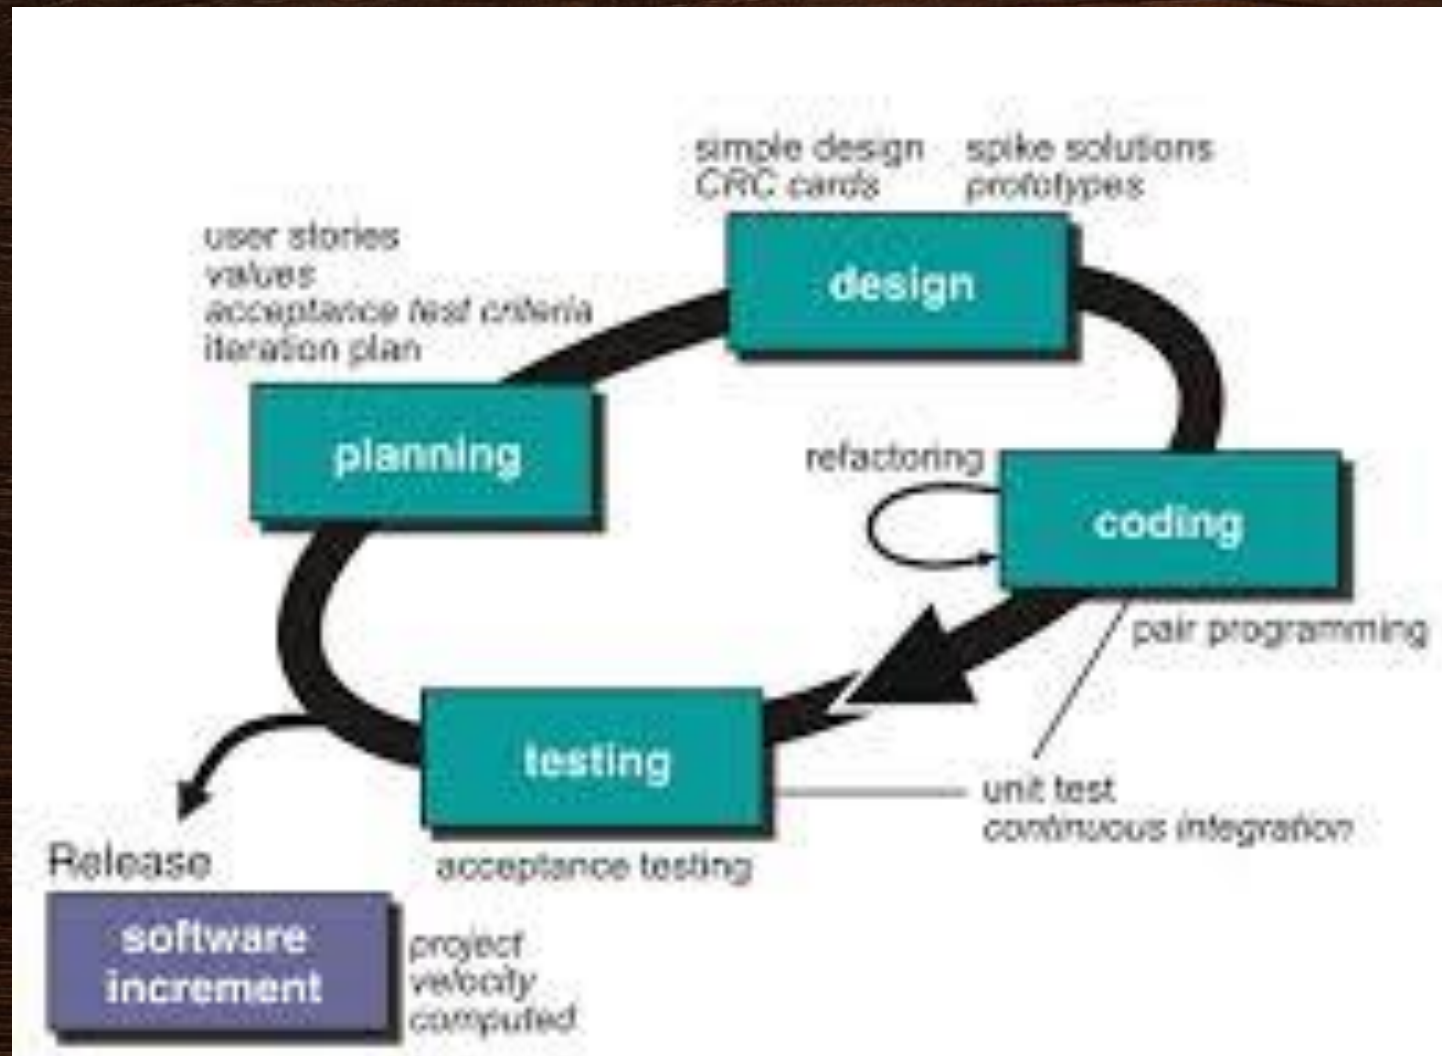 simple design
CRC cards
spike solutions
prototypes
design
user stories
values
acceptance test criteria
iteration plan
planning
refactoring
coding
pair programming
testing
unit test
continuous integration
acceptance testing
Release
software
increment
project
velocity
computed